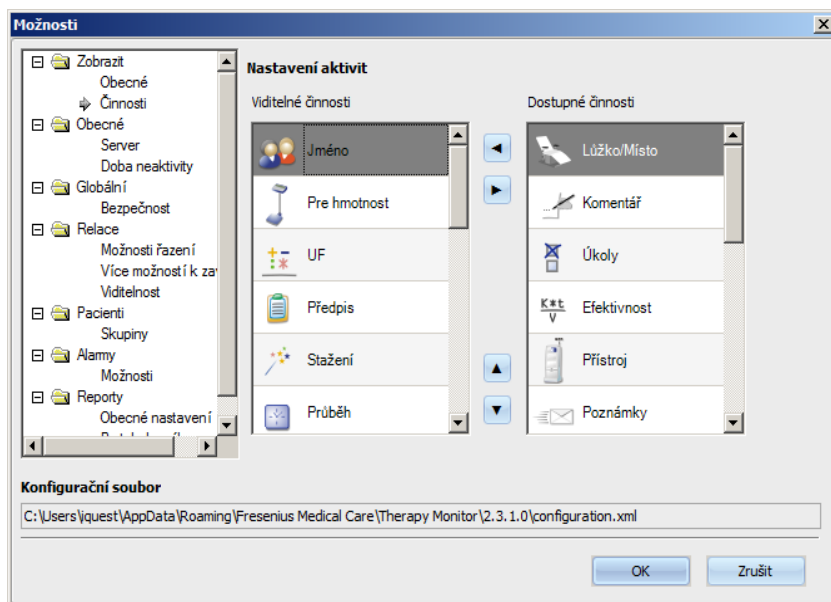 Možnosti
Zobrazit
Obecné
Činnosti
Obecné
Server
Doba neaktivity
Globální
Bezpečnost
Relace
Možnosti řazení
Více možností k za
Viditelnost
Pacienti
Skupiny
Alarmy
Možnosti
Reporty
Obecné nastavení
Nastavení aktivit
Viditelné činnosti
Jméno
Pre hmotnost
UF
Předpis
Stažení
Průběh
Dostupné činnosti
Lůžko/Místo
Komentář
Úkoly
K*t
V
Efektivnost
Přístroj
Poznámky
Konfigurační soubor
C:\Users\iquest\AppData\Roaming\Fresenius Medical Care\Therapy Monitor\2.3.1.0\configuration.xml
OK
Zrušit